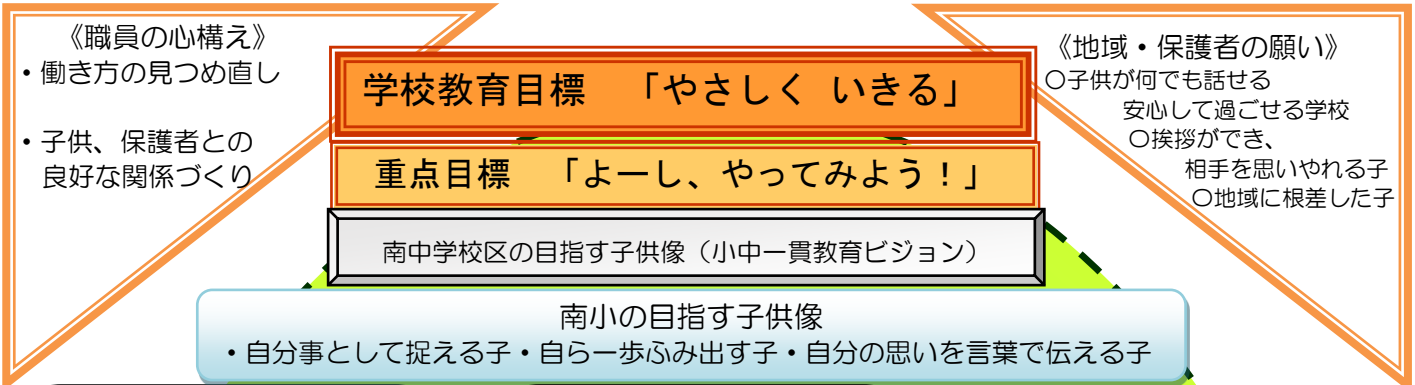 《職員の心構え》
・働き方の見つめ直し
・子供、保護者との
良好な関係づくり
学校教育目標　「やさしく いきる」
重点目標　「よーし、やってみよう！」
南中学校区の目指す子供像（小中一貫教育ビジョン）
南小の目指す子供像
・自分事として捉える子・自ら一歩ふみ出す子・自分の思いを言葉で伝える子
《地域・保護者の願い》
〇子供が何でも話せる
安心して過ごせる学校
〇挨拶ができ、
相手を思いやれる子
〇地域に根差した子